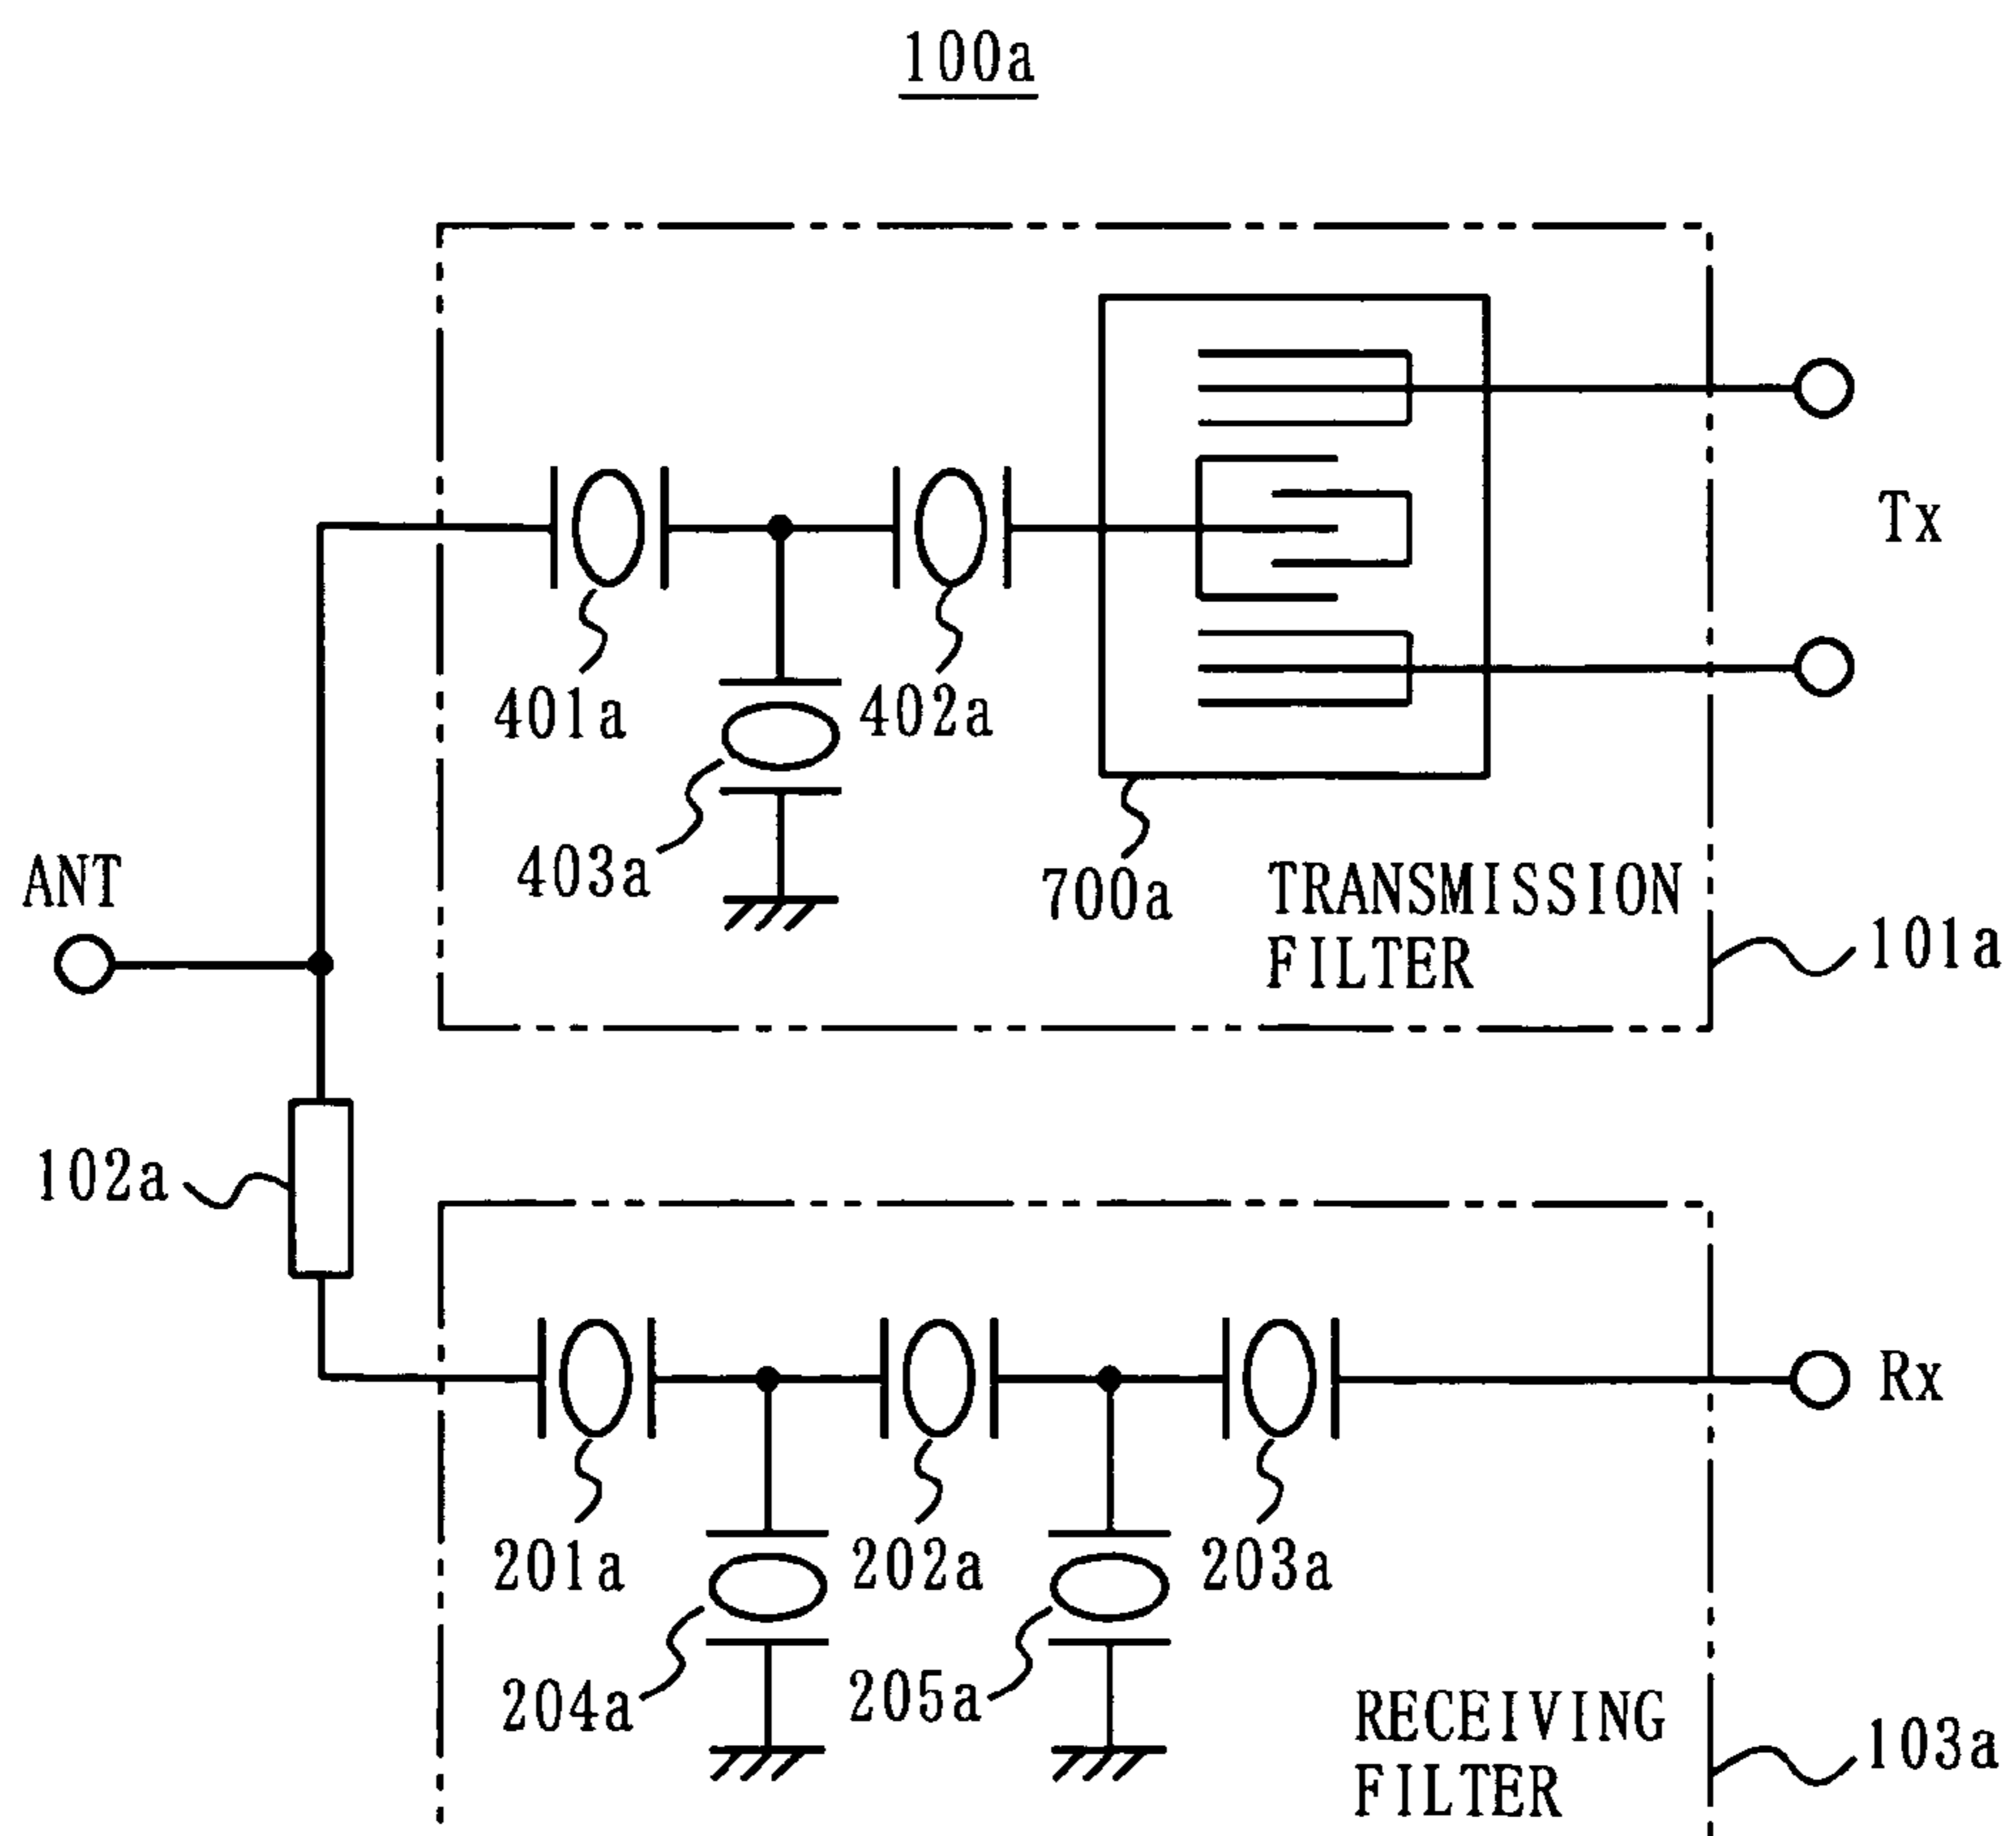 100a
Tx
401a
402a
403a
700a
TRANSMISSION
FILTER
101a
ANT
102a
Rx
201a
202a
203a
204a
205a
RECEIVING
FILTER
103a